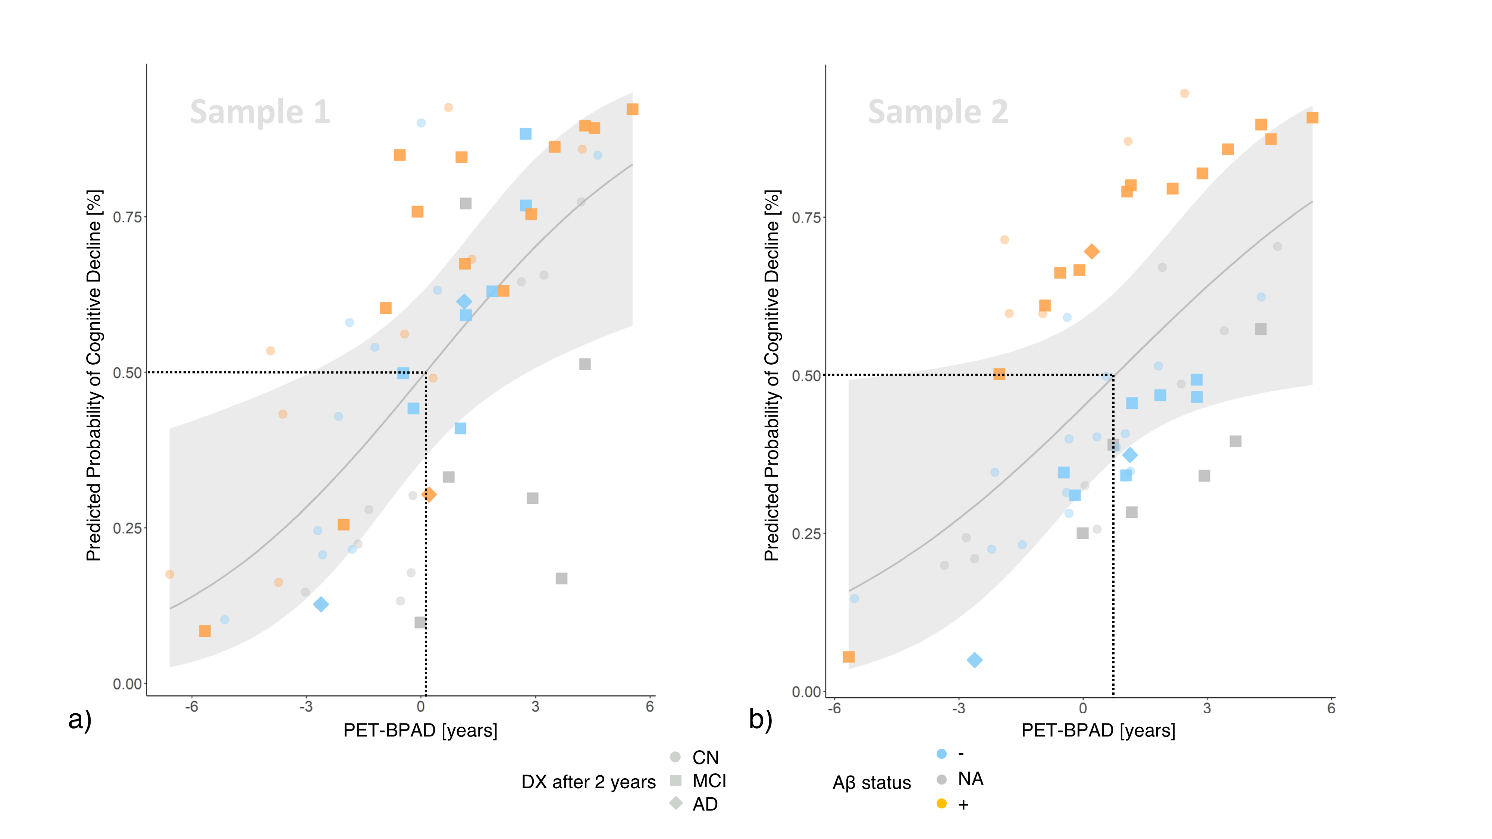 Sample 1
Predicted Probability of Cognitive Decline [%]
0.75
0.50
0.25
0.00
-6
-3
0
3
6
PET-BPAD [years]
a)
Sample 2
Predicted Probability of Cognitive Decline [%]
0.75
0.50
0.25
0.00
-6
-3
0
3
6
PET-BPAD [years]
b)
DX after 2 years
CN
MCI
AD
Aβ status
-
NA
+